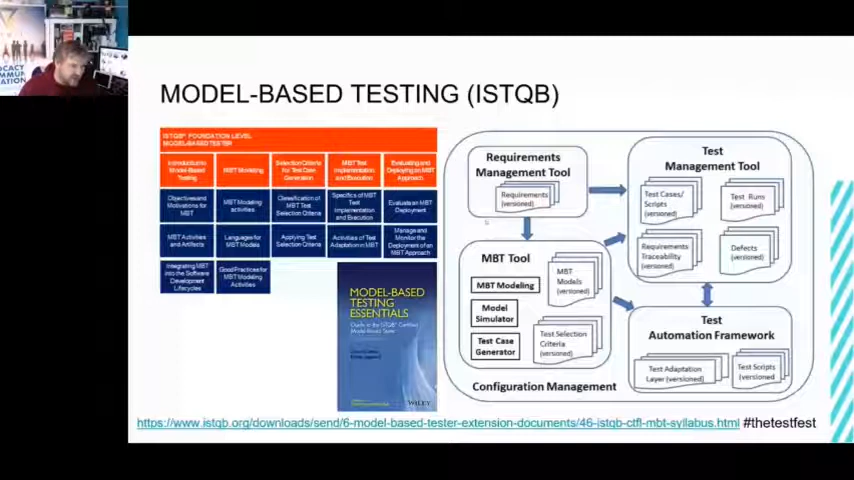 OCACY
OMMUN
ATION
MODEL-BASED TESTING (ISTQB)
ISTQB® FOUNDATION LEVEL
MODEL-BASED TESTER
Introduction to
Model-Based
Testing
MBT Modeling
Selection Criteria
for Test Case
Generation
MBT Test
Implementation
and Execution
Evaluating and
Deploying an MBT
Approach
Objectives and
Motivations for
MBT
MBT Modeling
activities
Classification of
MBT Test
Selection Criteria
Specifics of MBT
Test
Implementation
and Execution
Evaluate an MBT
Deployment
MBT Activities
and Artifacts
Languages for
MBT Models
Applying Test
Selection Criteria
Activities of Test
Adaptation in MBT
Manage and
Monitor the
Deployment of an
MBT Approach
Integrating MBT
into the Software
Development
Lifecycles
Good Practices for
MBT Modeling
Activities
MODEL-BASED
TESTING
ESSENTIALS
WILEY
Requirements
Management Tool
Requirements
(versioned)
Test
Management Tool
Test Cases/
Scripts
(versioned)
Test Runs
(versioned)
Requirements
Traceability
(versioned)
Defects
(versioned)
MBT Tool
MBT Modeling
Model
Simulator
Test Case
Generator
MBT
Models
(versioned)
Test Selection
Criteria
(versioned)
Test
Automation Framework
Test Adaptation
Layer (versioned)
Test Scripts
(versioned)
Configuration Management
https://www.istqb.org/downloads/send/6-model-based-tester-extension-documents/46-istqb-ctfl-mbt-syllabus.html #thetestfest